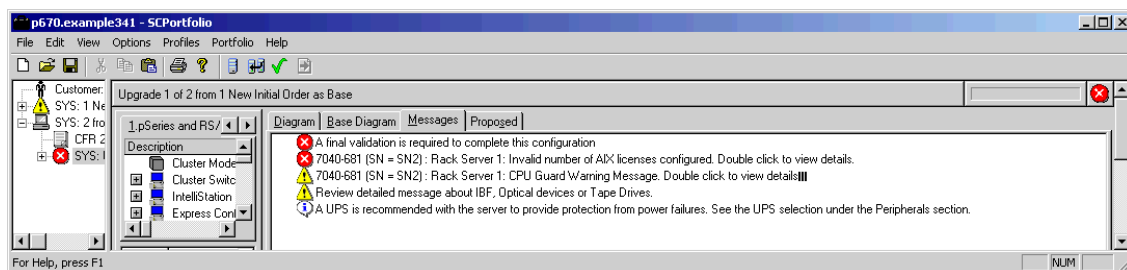 p670.example341 - SCPortfolio
File Edit View Options Profiles Portfolio Help
Customer:
SYS: 1 Ne
SYS: 2 fro
CFR 2
SYS:
Upgrade 1 of 2 from 1 New Initial Order as Base
1.pSeries and RS/
Description
Cluster Mode
Cluster Switc
IntelliStation
Express Conl
Diagram Base Diagram Messages Proposed
A final validation is required to complete this configuration
7040-681 (SN = SN2) : Rack Server 1: Invalid number of AIX licenses configured. Double click to view details.
7040-681 (SN = SN2) : Rack Server 1: CPU Guard Warning Message. Double click to view details!!!
Review detailed message about IBF, Optical devices or Tape Drives.
A UPS is recommended with the server to provide protection from power failures. See the UPS selection under the Peripherals section.
For Help, press F1
NUM